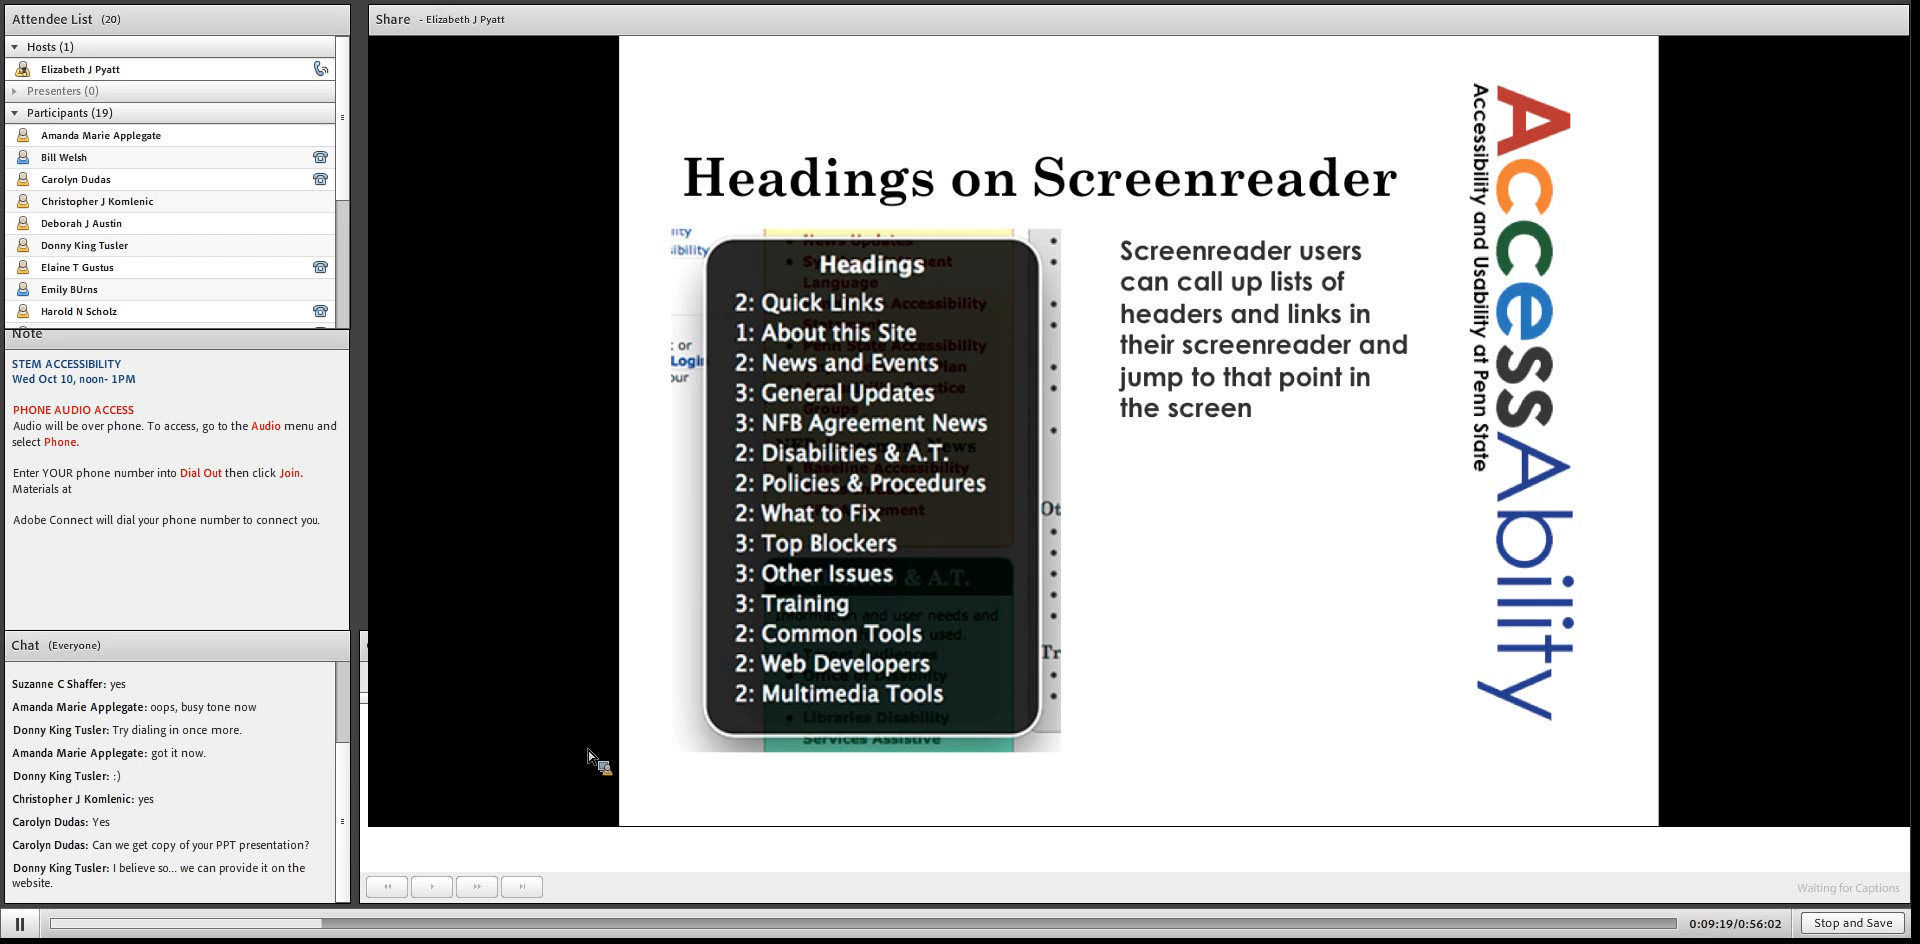 Attendee List (20)
Hosts (1)
Elizabeth J Pyatt
Presenters (0)
Participants (19)
Amanda Marie Applegate
Bill Welsh
Carolyn Dudas
Christopher J Komlenic
Deborah J Austin
Donny King Tusler
Elaine T Gustus
Emily BUrns
Harold N Scholz
Note
STEM ACCESSIBILITY
Wed Oct 10, noon- 1PM
PHONE AUDIO ACCESS
Audio will be over phone. To access, go to the Audio menu and
select Phone.
Enter YOUR phone number into Dial Out then click Join.
Materials at
Adobe Connect will dial your phone number to connect you.
Chat (Everyone)
Suzanne C Shaffer: yes
Amanda Marie Applegate: oops, busy tone now
Donny King Tusler: Try dialing in once more.
Amanda Marie Applegate: got it now.
Donny King Tusler: :)
Christopher J Komlenic: yes
Carolyn Dudas: Yes
Carolyn Dudas: Can we get copy of your PPT presentation?
Donny King Tusler: I believe so... we can provide it on the
website.
Share - Elizabeth J Pyatt
Headings on Screenreader
Headings
2: Quick Links
1: About this Site
2: News and Events
3: General Updates
3: NFB Agreement News
2: Disabilities & A.T.
2: Policies & Procedures
2: What to Fix
3: Top Blockers
3: Other Issues
3: Training
2: Common Tools
2: Web Developers
2: Multimedia Tools
Screenreader users
can call up lists of
headers and links in
their screenreader and
jump to that point in
the screen
AccessAbility
Accessibility and Usability at Penn State
Waiting for Captions
0:09:19/0:56:02
Stop and Save